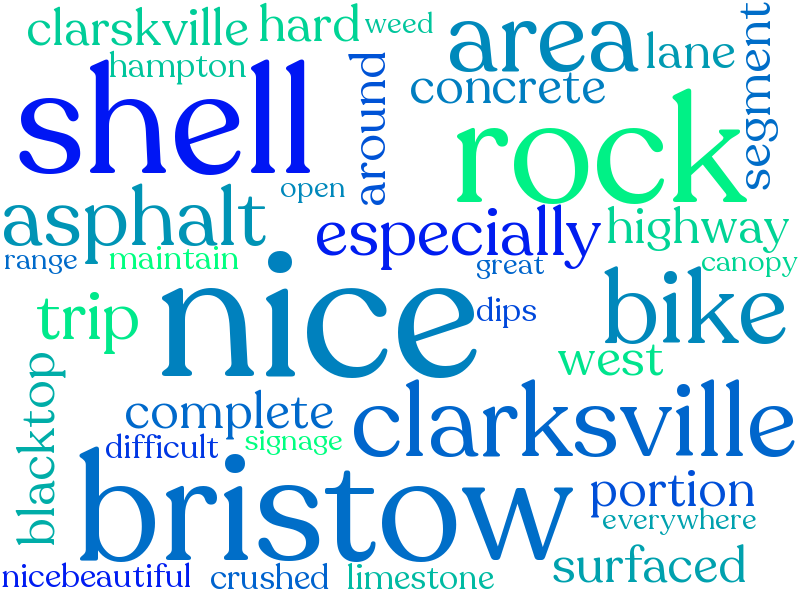 clarskville
hard
weed
area
lane
segment
hampton
shell
around
concrete
rock
open
asphalt
especially
highway
range
maintain
great
canopy
nice
dips
bike
trip
west
blacktop
complete
clarksville
difficult
signage
bristow
portion
everywhere
surfaced
nicebeautiful
crushed
limestone